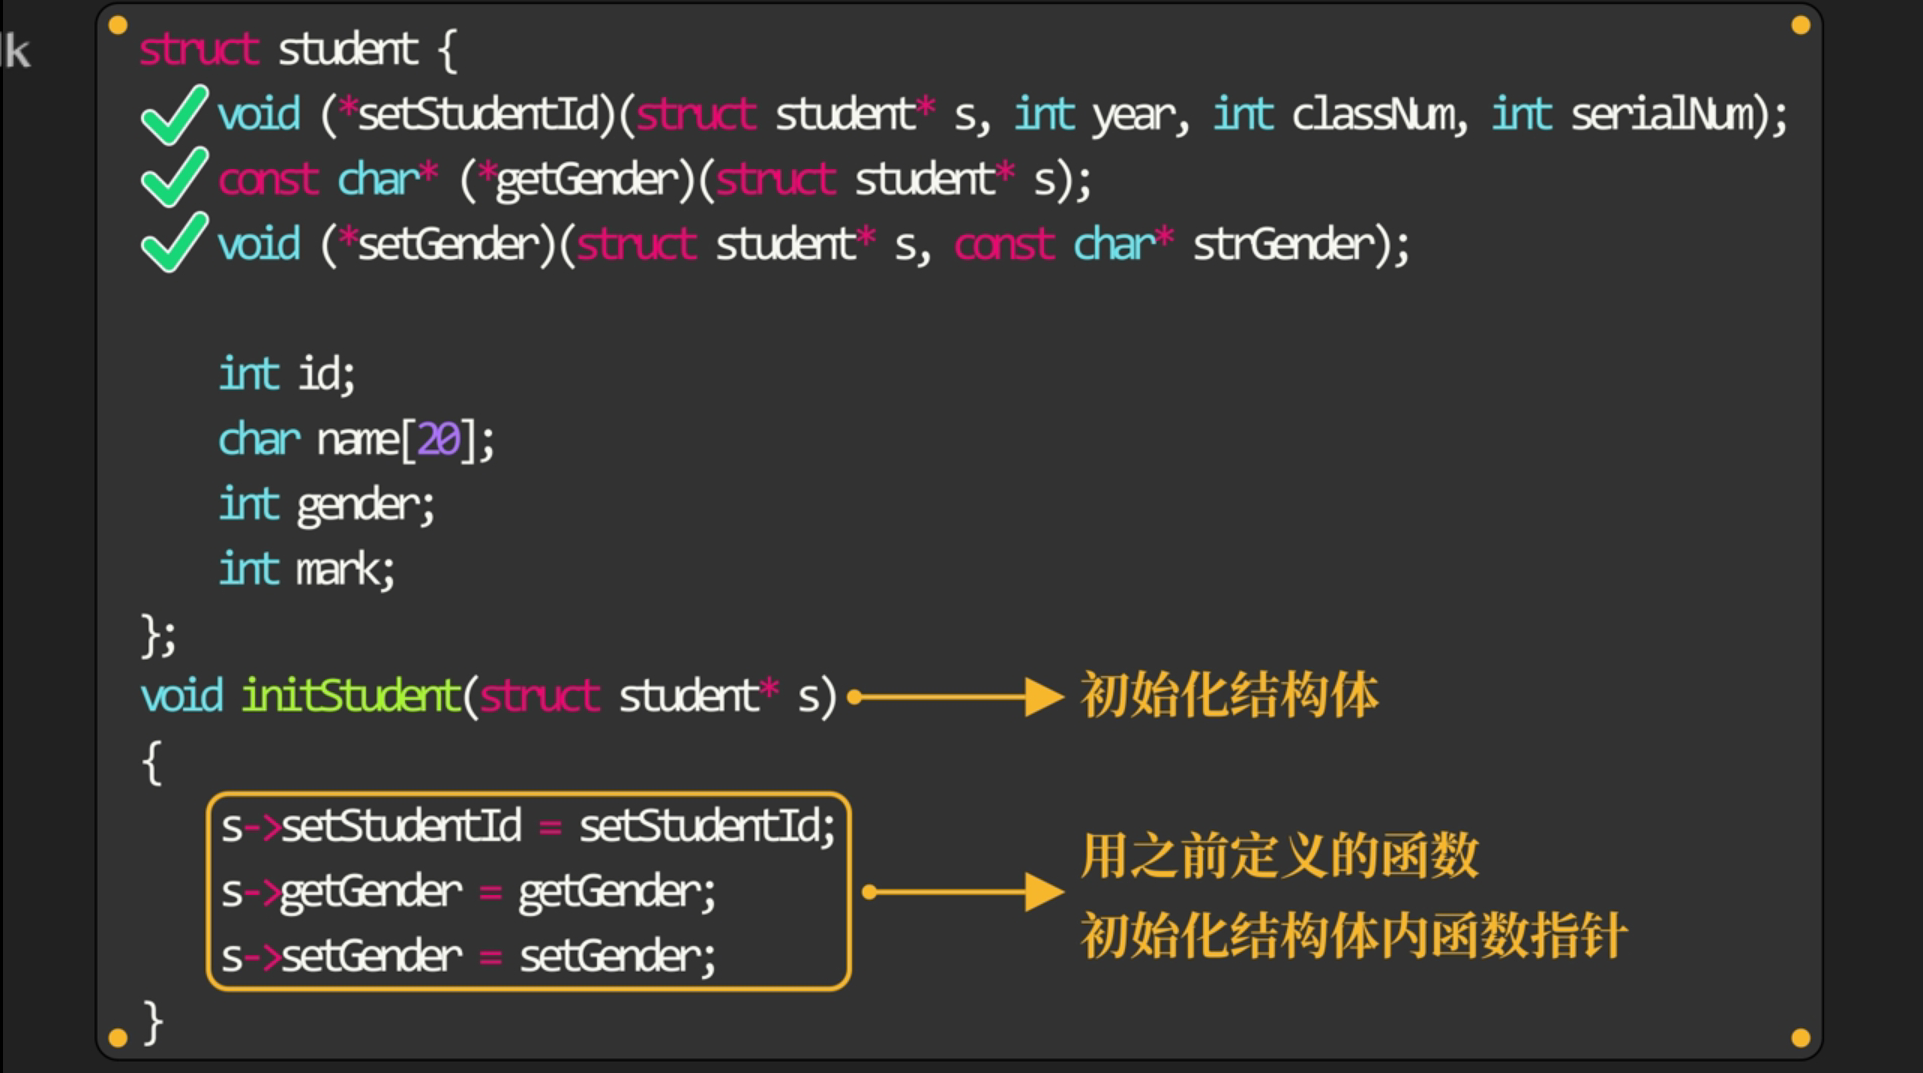 lk
struct student {
void (*setStudentId)(struct student* s, int year, int classNum, int serialNum);
const char* (*getGender)(struct student* s);
void (*setGender)(struct student* s, const char* strGender);
int id;
char name[20];
int gender;
int mark;
};
void initStudent(struct student* s)
初始化结构体
{
s->setStudentId = setStudentId;
s->getGender = getGender;
s->setGender = setGender;
用之前定义的函数
初始化结构体内函数指针
}